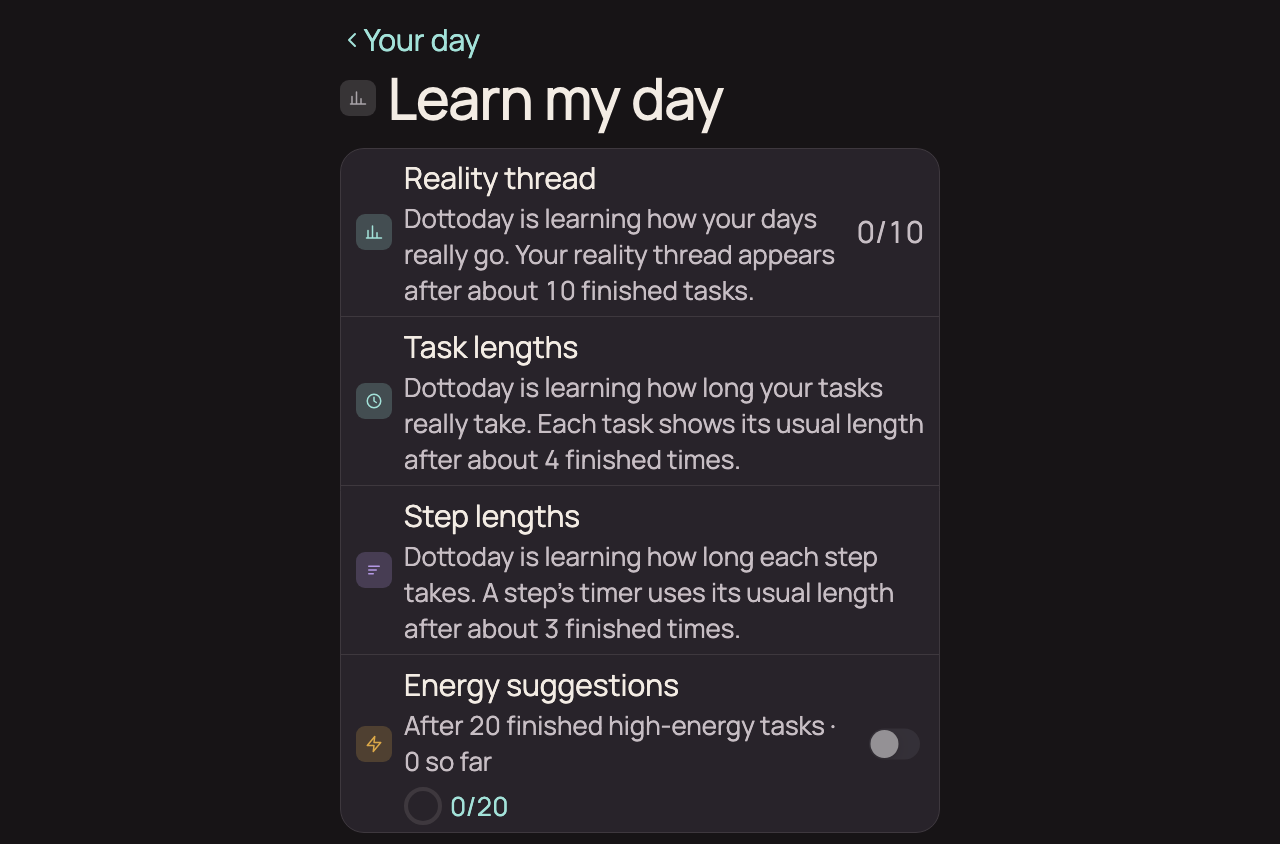 Your day
Learn my day
Reality thread
Dottoday is learning how your days
really go. Your reality thread appears
after about 10 finished tasks.
0/10
Task lengths
Dottoday is learning how long your tasks
really take. Each task shows its usual length
after about 4 finished times.
Step lengths
Dottoday is learning how long each step
takes. A step’s timer uses its usual length
after about 3 finished times.
Energy suggestions
After 20 finished high-energy tasks ·
0 so far
0/20